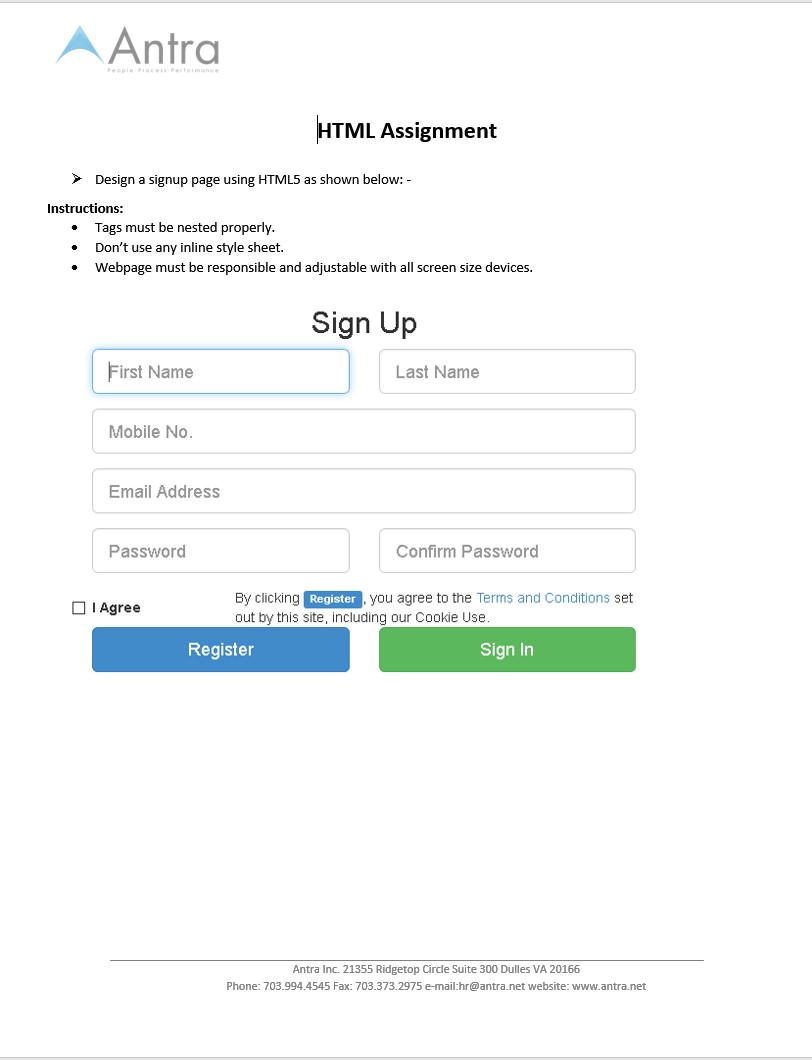 Antra
People Process Performance
HTML Assignment
➢ Design a signup page using HTML5 as shown below: -
Instructions:
• Tags must be nested properly.
• Don’t use any inline style sheet.
• Webpage must be responsible and adjustable with all screen size devices.
Sign Up
First Name Last Name
Mobile No.
Email Address
Password Confirm Password
I Agree By clicking Register, you agree to the Terms and Conditions set
out by this site, including our Cookie Use.
Register Sign In
Antra Inc. 21355 Ridgetop Circle Suite 300 Dulles VA 20166
Phone: 703.994.4545 Fax: 703.373.2975 e-mail:hr@antra.net website: www.antra.net